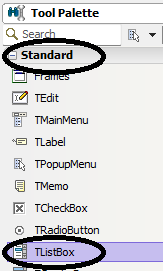 Tool Palette
Search
Standard
Frames
TEdit
TMainMenu
TLabel
TPopupMenu
TMemo
TCheckBox
TRadioButton
TListBox